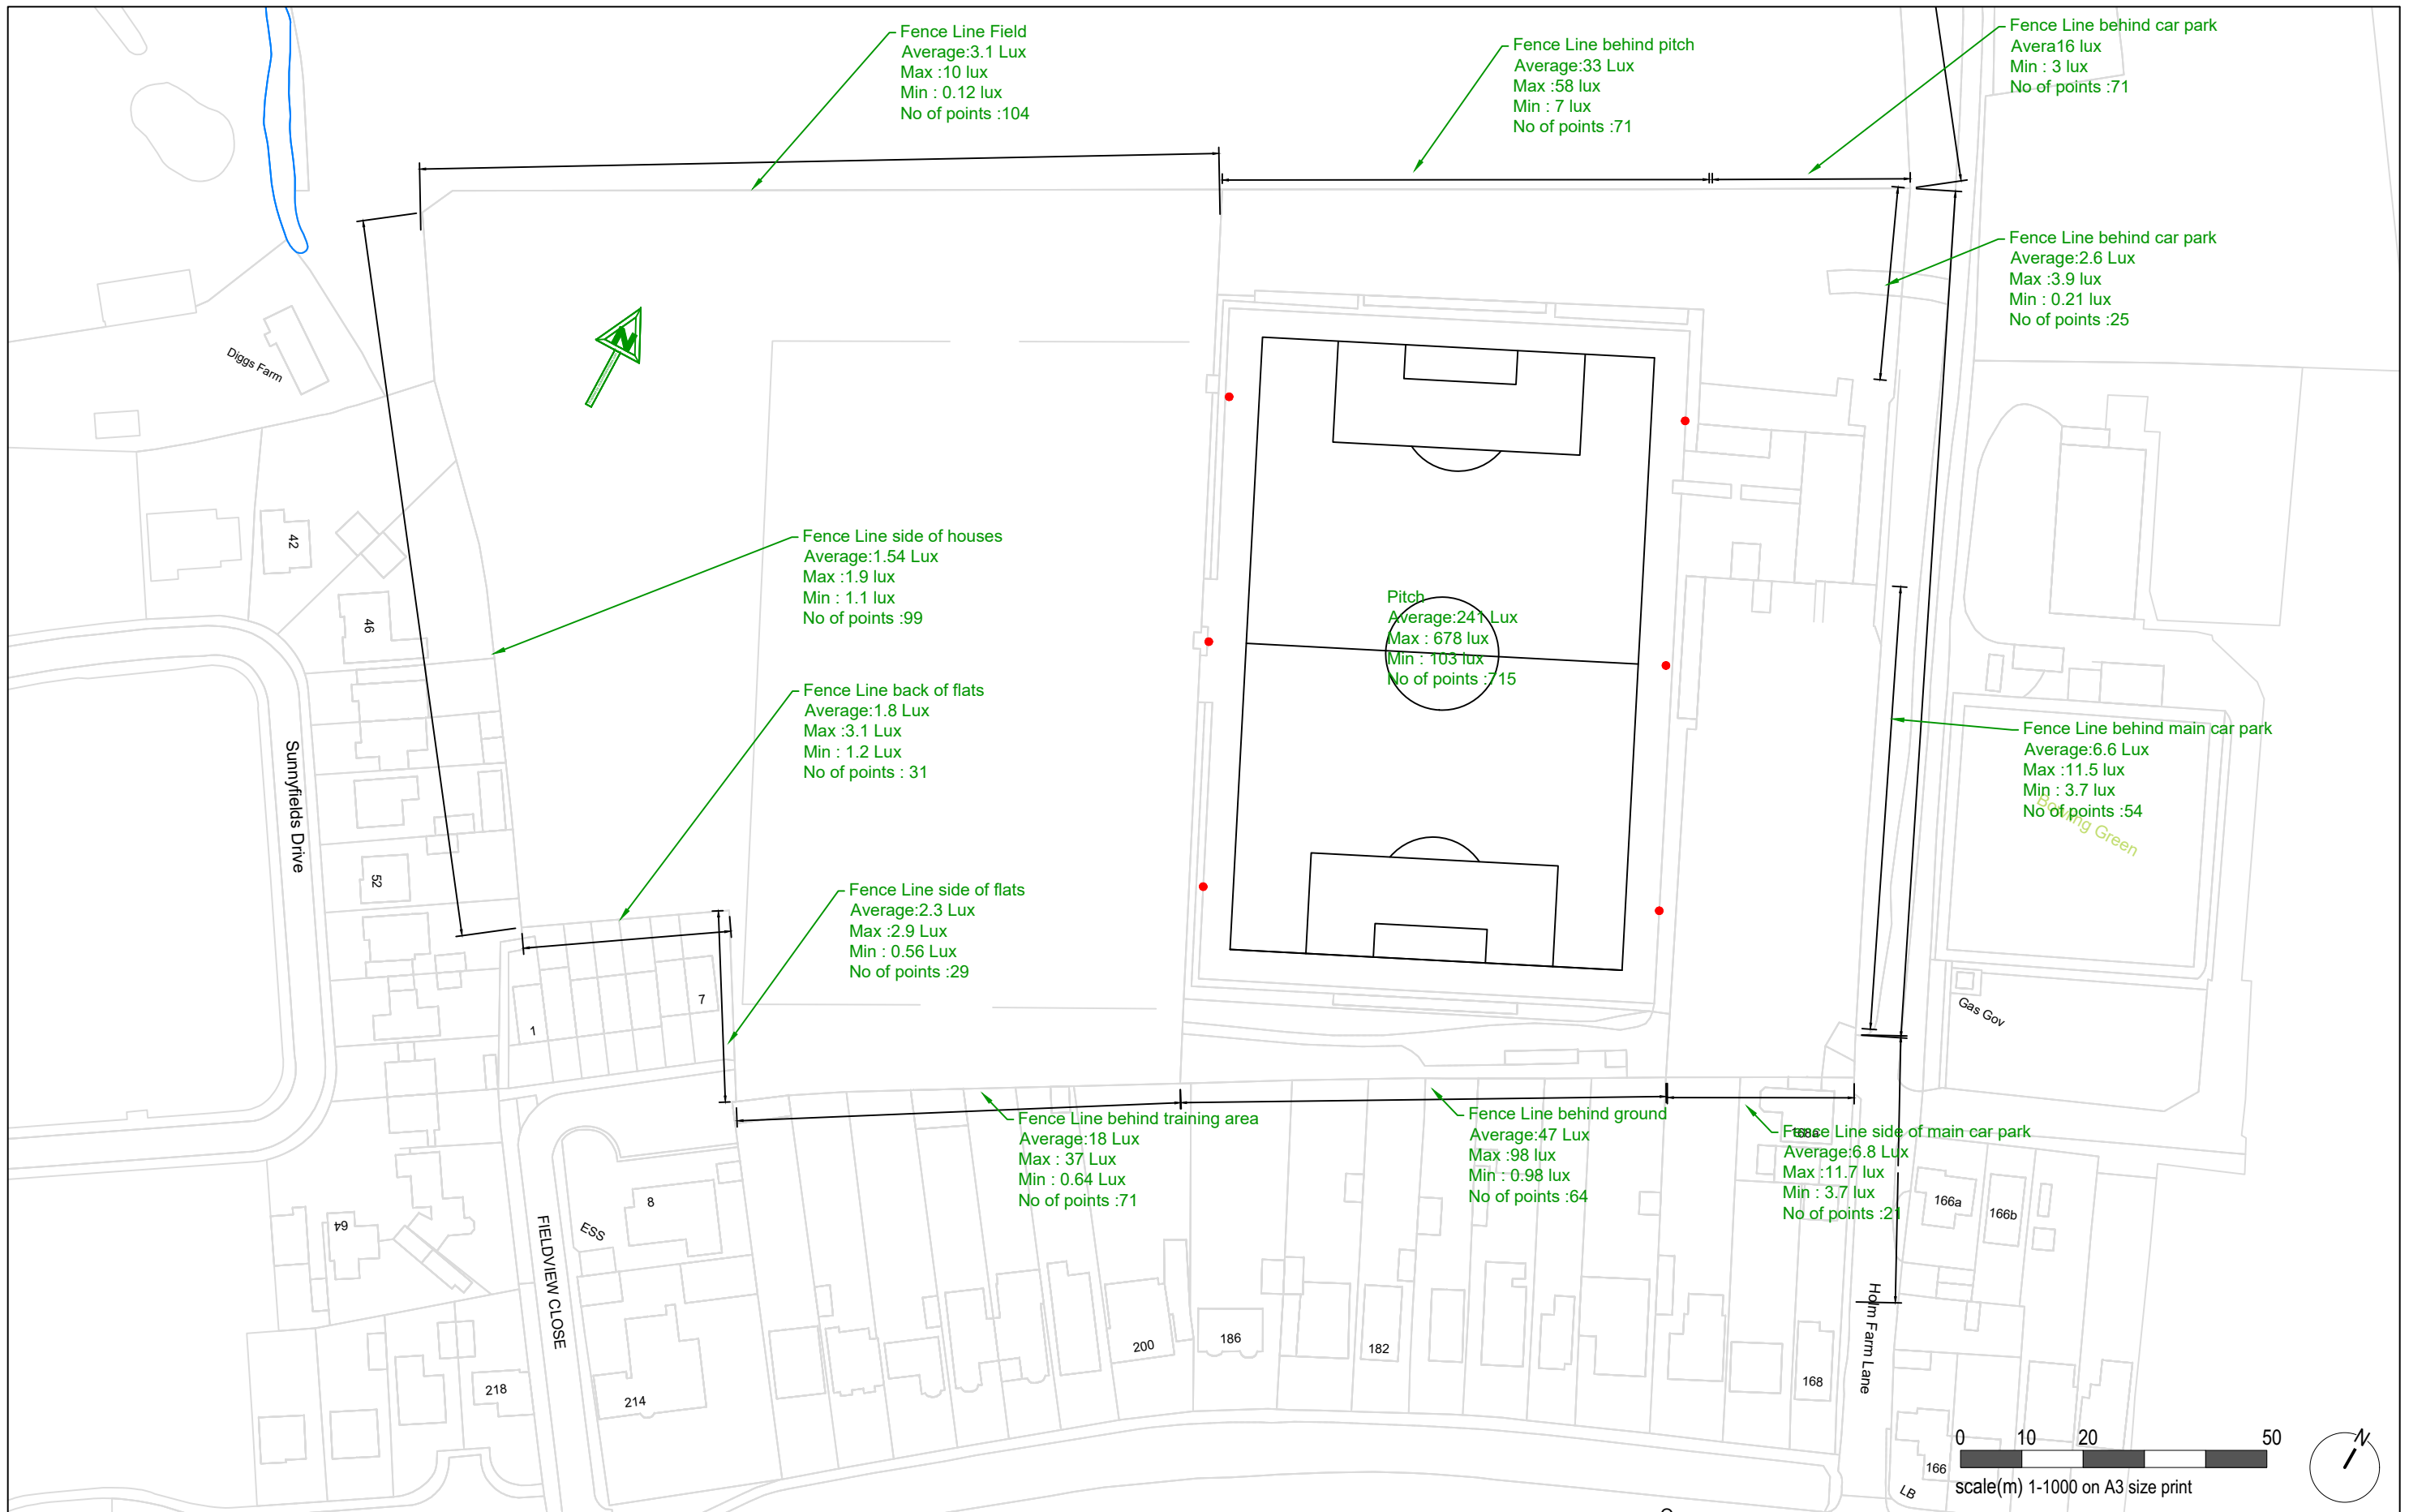 Fence Line Field
Average:3.1 Lux
Max :10 lux
Min : 0.12 lux
No of points :104
Fence Line behind pitch
Average:33 Lux
Max :58 lux
Min : 7 lux
No of points :71
Fence Line behind car park
Avera16 lux
Min : 3 lux
No of points :71
Fence Line behind car park
Average:2.6 Lux
Max :3.9 lux
Min : 0.21 lux
No of points :25
N
Diggs Farm
42
46
Fence Line side of houses
Average:1.54 Lux
Max :1.9 lux
Min : 1.1 lux
No of points :99
Pitch
Average:241 Lux
Max : 678 lux
Min : 103 lux
No of points :715
Fence Line back of flats
Average:1.8 Lux
Max :3.1 Lux
Min : 1.2 Lux
No of points : 31
Fence Line behind main car park
Average:6.6 Lux
Max :11.5 lux
Min : 3.7 lux
No of points :54
Bowling Green
Sunnyfields Drive
52
Fence Line side of flats
Average:2.3 Lux
Max :2.9 Lux
Min : 0.56 Lux
No of points :29
7
1
Gas Gov
Fence Line behind training area
Average:18 Lux
Max : 37 Lux
Min : 0.64 Lux
No of points :71
Fence Line behind ground
Average:47 Lux
Max :98 lux
Min : 0.98 lux
No of points :64
168a
Fence Line side of main car park
Average:6.8 Lux
Max :11.7 lux
Min : 3.7 lux
No of points :21
64
8
ESS
FIELDVIEW CLOSE
166a
166b
Holm Farm Lane
218
214
200
186
182
168
166
LB
0 10 20 50
scale(m) 1-1000 on A3 size print
N